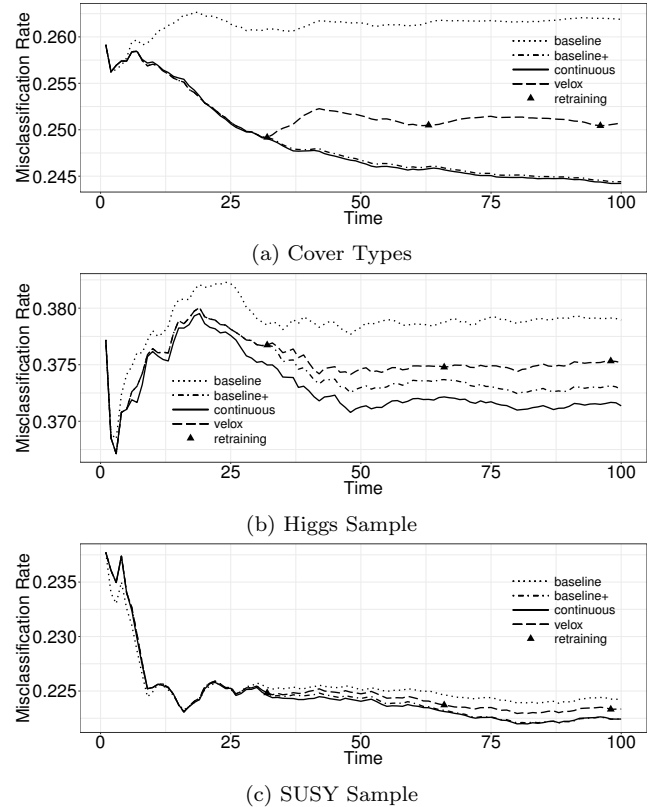 Misclassification Rate
0.260
0.255
0.250
0.245
baseline
baseline+
continuous
velox
retraining
0 25 50 75 100
Time
(a) Cover Types
Misclassification Rate
0.380
0.375
0.370
baseline
baseline+
continuous
velox
retraining
0 25 50 75 100
Time
(b) Higgs Sample
Misclassification Rate
0.235
0.230
0.225
baseline
baseline+
continuous
velox
retraining
0 25 50 75 100
Time
(c) SUSY Sample